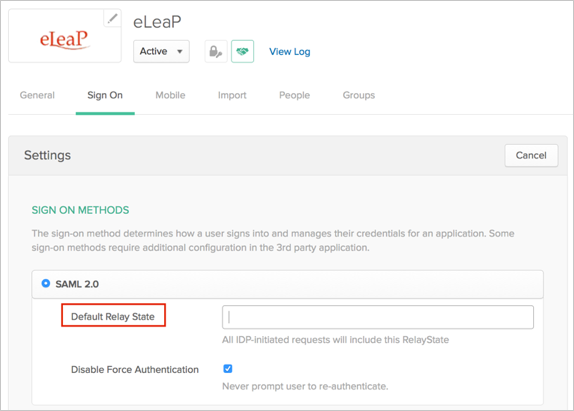 eLeaP
eLeaP
Active
View Log
General
Sign On
Mobile
Import
People
Groups
Settings
Cancel
SIGN ON METHODS
The sign-on method determines how a user signs into and manages their credentials for an application. Some
sign-on methods require additional configuration in the 3rd party application.
SAML 2.0
Default Relay State
All IDP-initiated requests will include this RelayState
Disable Force Authentication
Never prompt user to re-authenticate.